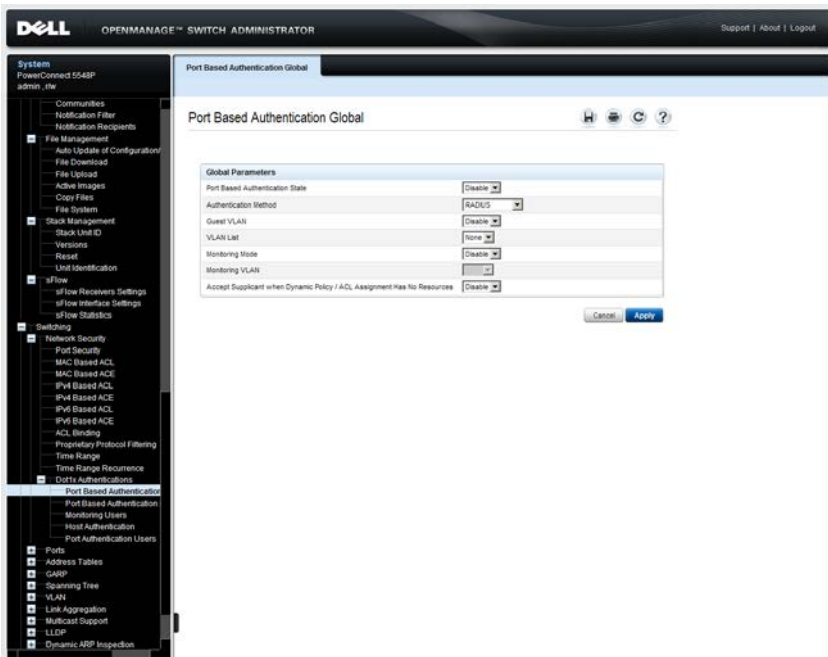 DELL
OPENMANAGE™ SWITCH ADMINISTRATOR
Support | About | Logout
System
PowerConnect 5548P
admin , r/w
Communities
Notification Filter
Notification Recipients
File Management
Auto Update of Configuration/
File Download
File Upload
Active Images
Copy Files
File System
Stack Management
Stack Unit ID
Versions
Reset
Unit Identification
sFlow
sFlow Receivers Settings
sFlow Interface Settings
sFlow Statistics
Switching
Network Security
Port Security
MAC Based ACL
MAC Based ACE
IPv4 Based ACL
IPv4 Based ACE
IPv6 Based ACL
IPv6 Based ACE
ACL Binding
Proprietary Protocol Filtering
Time Range
Time Range Recurrence
Dot1x Authentications
Port Based Authentication
Port Based Authentication
Monitoring Users
Host Authentication
Port Authentication Users
Ports
Address Tables
GARP
Spanning Tree
VLAN
Link Aggregation
Multicast Support
LLDP
Dynamic ARP Inspection
Port Based Authentication Global
Port Based Authentication Global
Global Parameters
Port Based Authentication State Disable
Authentication Method RADIUS
Guest VLAN Disable
VLAN List None
Monitoring Mode Disable
Monitoring VLAN
Accept Supplicant when Dynamic Policy / ACL Assignment Has No Resources Disable
Cancel Apply